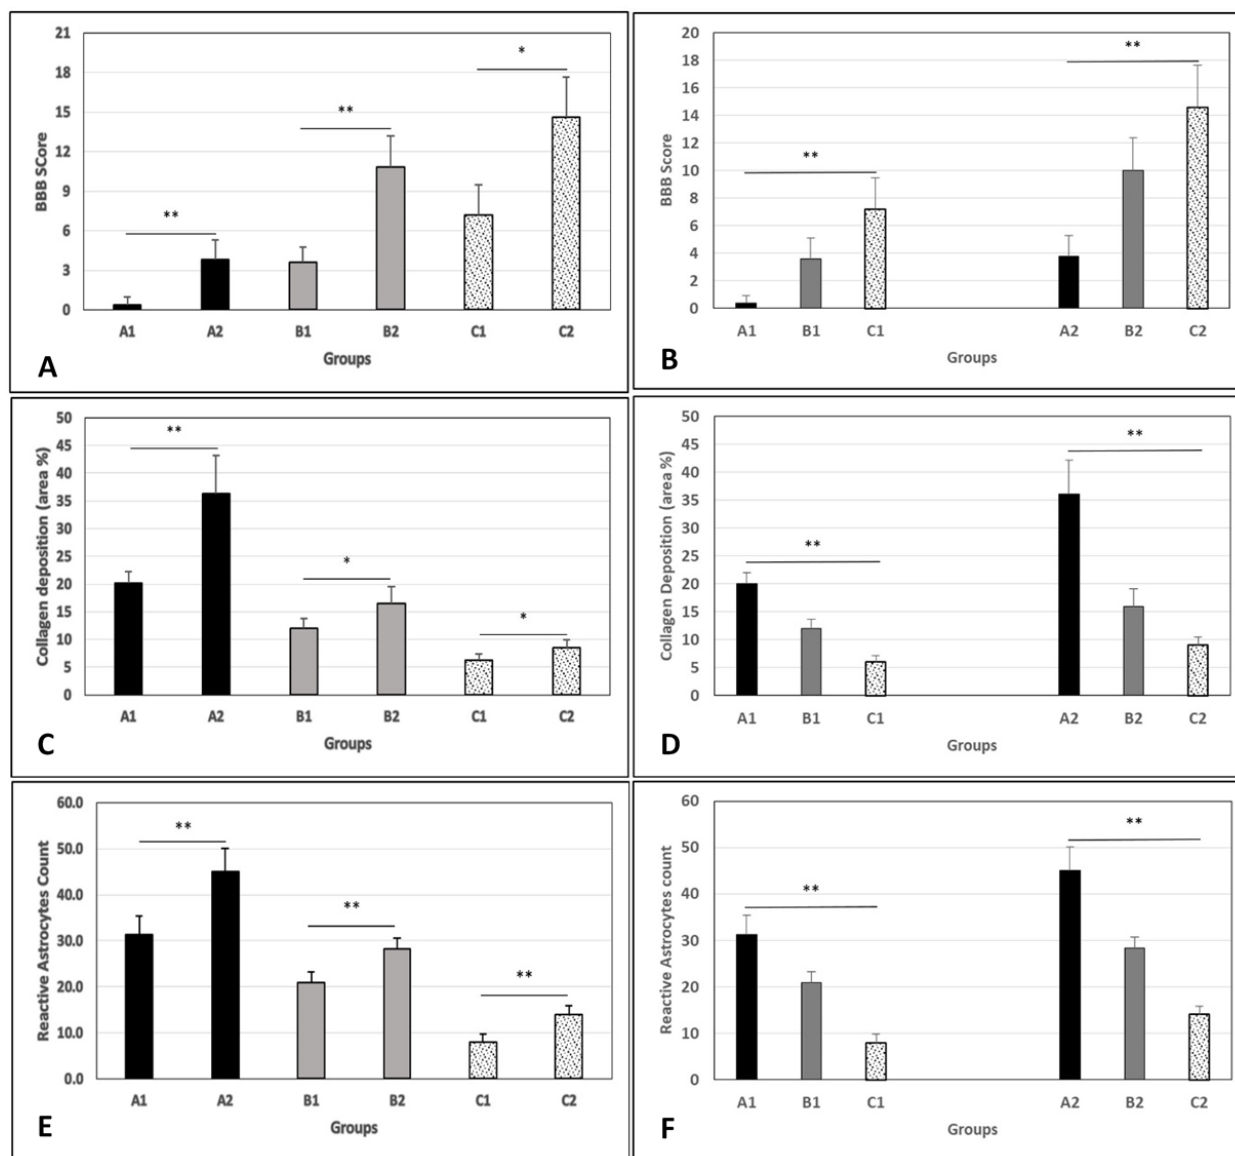 BBB SCore
21
18
15
12
9
6
3
0
**
**
*
A1 A2 B1 B2 C1 C2
Groups
A
BBB Score
20
18
16
14
12
10
8
6
4
2
0
**
**
A1 B1 C1 A2 B2 C2
Groups
B
Collagen deposition (area %)
50
45
40
35
30
25
20
15
10
5
0
**
*
*
A1 A2 B1 B2 C1 C2
Groups
C
Collagen Deposition (area %)
50
45
40
35
30
25
20
15
10
5
0
**
**
A1 B1 C1 A2 B2 C2
Groups
D
Reactive Astrocytes Count
60.0
50.0
40.0
30.0
20.0
10.0
0.0
**
**
**
A1 A2 B1 B2 C1 C2
Groups
E
Reactive Astrocytes count
60
50
40
30
20
10
0
**
**
A1 B1 C1 A2 B2 C2
Groups
F